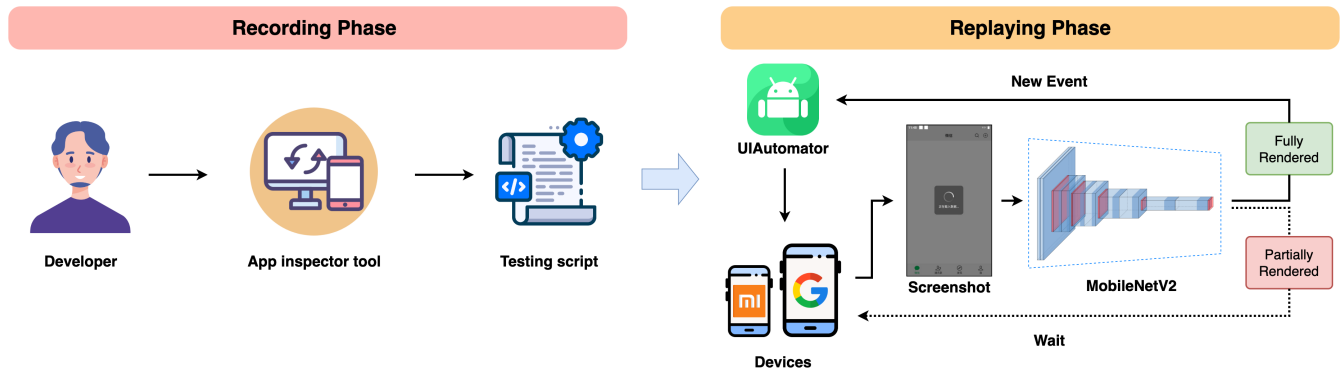 Recording Phase
Replaying Phase
New Event
UIAutomator
Fully
Rendered
</>
Developer
App inspector tool
Testing script
mi
G
Screenshot
MobileNetV2
Partially
Rendered
Wait
Devices